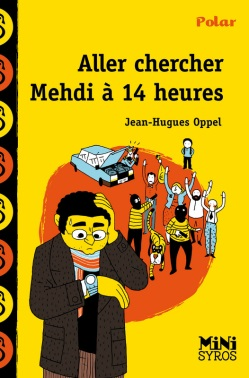 Polar
Aller chercher
Mehdi à 14 heures
Jean-Hugues Oppel
MiNi
SYROS